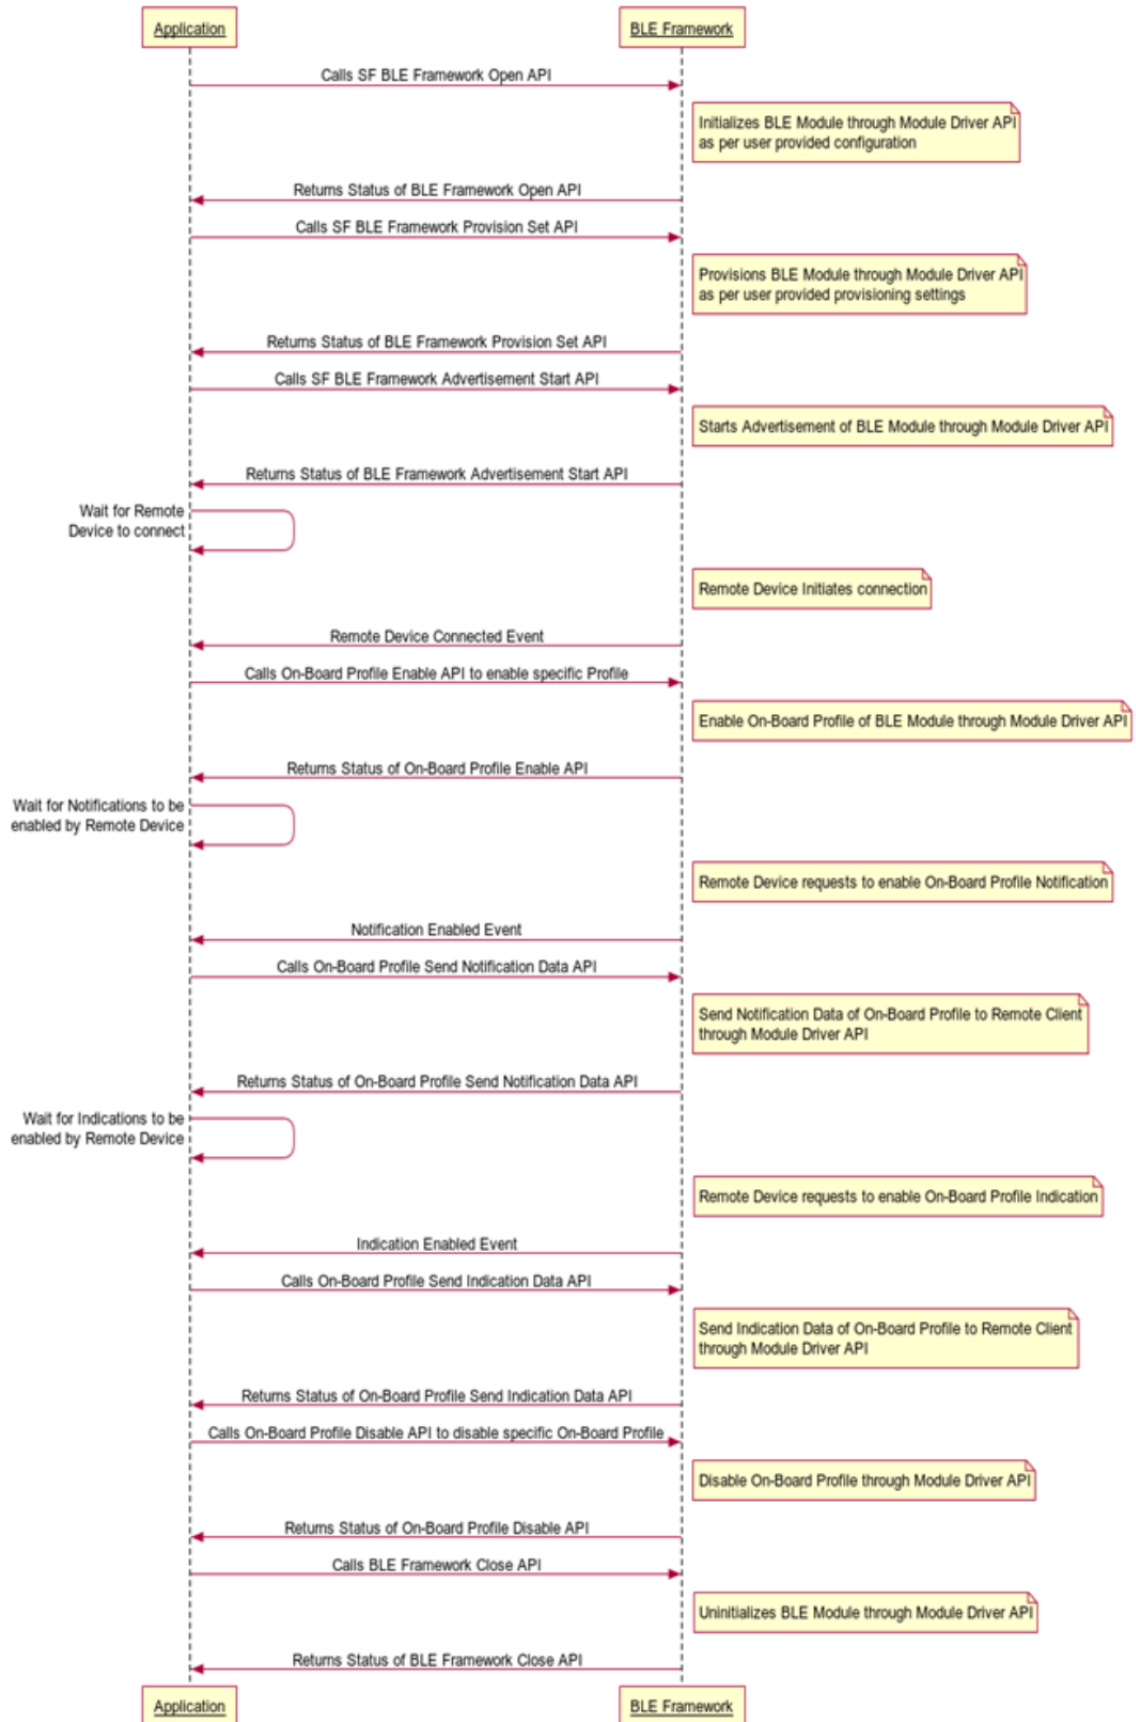 Application
BLE Framework
Calls SF BLE Framework Open API
Initializes BLE Module through Module Driver API
as per user provided configuration
Returns Status of BLE Framework Open API
Calls SF BLE Framework Provision Set API
Provisions BLE Module through Module Driver API
as per user provided provisioning settings
Returns Status of BLE Framework Provision Set API
Calls SF BLE Framework Advertisement Start API
Starts Advertisement of BLE Module through Module Driver API
Returns Status of BLE Framework Advertisement Start API
Wait for Remote
Device to connect
Remote Device Initiates connection
Remote Device Connected Event
Calls On-Board Profile Enable API to enable specific Profile
Enable On-Board Profile of BLE Module through Module Driver API
Returns Status of On-Board Profile Enable API
Wait for Notifications to be
enabled by Remote Device
Remote Device requests to enable On-Board Profile Notification
Notification Enabled Event
Calls On-Board Profile Send Notification Data API
Send Notification Data of On-Board Profile to Remote Client
through Module Driver API
Returns Status of On-Board Profile Send Notification Data API
Wait for Indications to be
enabled by Remote Device
Remote Device requests to enable On-Board Profile Indication
Indication Enabled Event
Calls On-Board Profile Send Indication Data API
Send Indication Data of On-Board Profile to Remote Client
through Module Driver API
Returns Status of On-Board Profile Send Indication Data API
Calls On-Board Profile Disable API to disable specific On-Board Profile
Disable On-Board Profile through Module Driver API
Returns Status of On-Board Profile Disable API
Calls BLE Framework Close API
Uninitializes BLE Module through Module Driver API
Returns Status of BLE Framework Close API
Application
BLE Framework